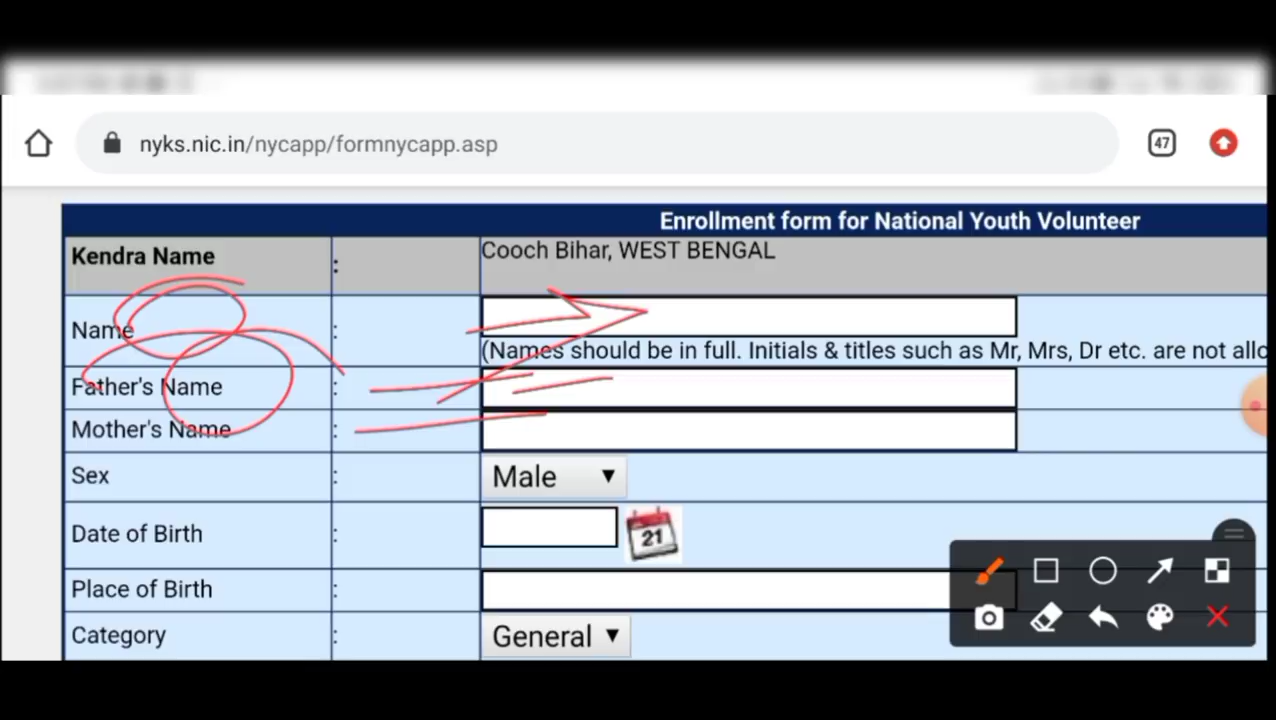 nyks.nic.in/nycapp/formnycapp.asp
47
Enrollment form for National Youth Volunteer
Kendra Name : Cooch Bihar, WEST BENGAL
Name :
(Names should be in full. Initials & titles such as Mr, Mrs, Dr etc. are not allo
Father's Name :
Mother's Name :
Sex : Male
Date of Birth : 21
Place of Birth :
Category : General